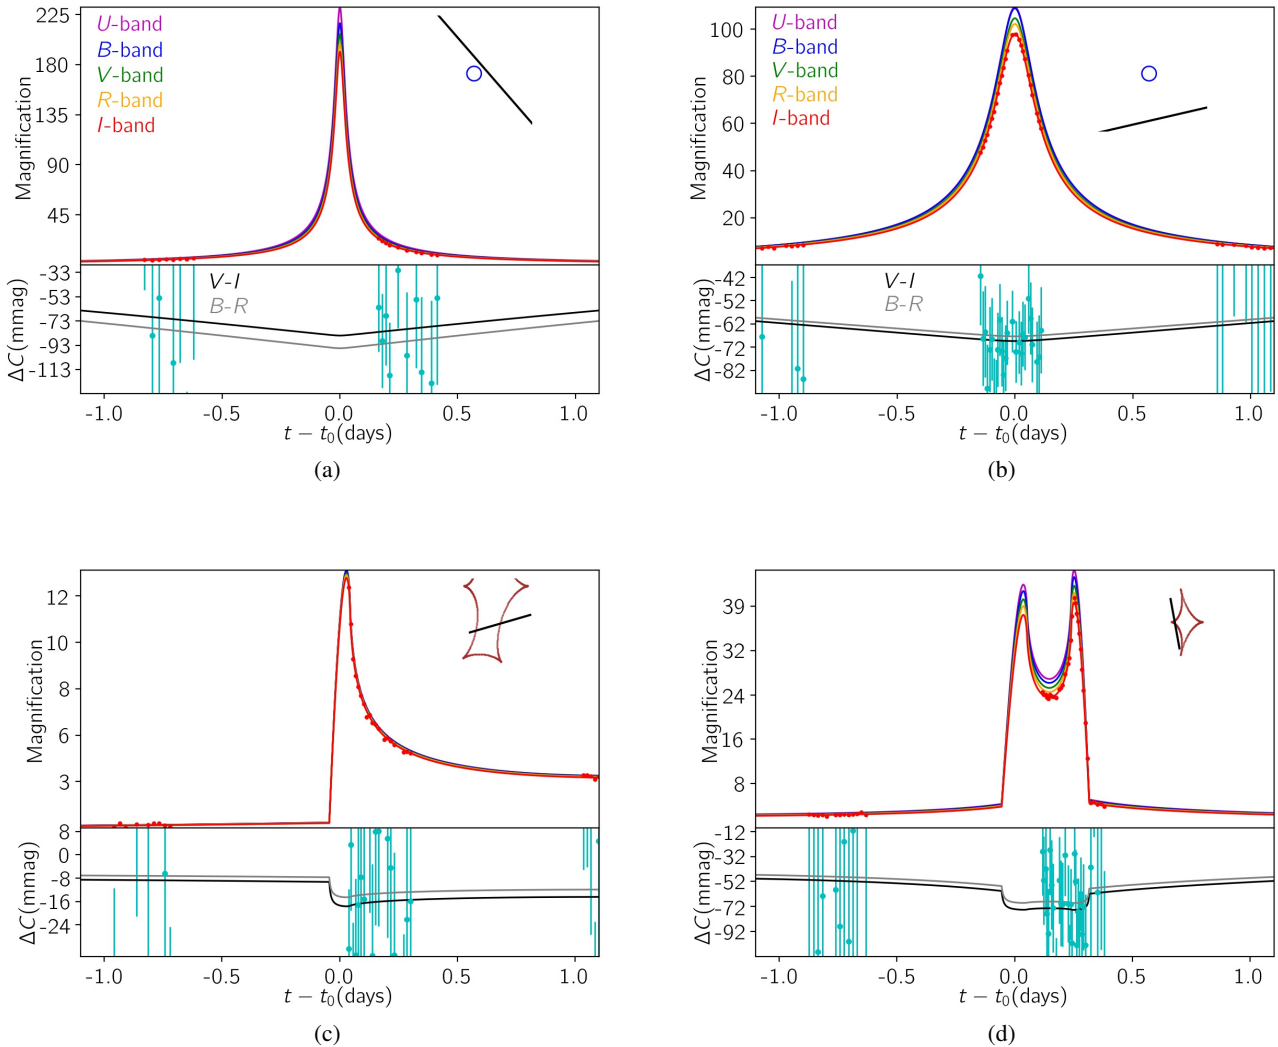 225
180
135
90
45
Magnification
U-band
B-band
V-band
R-band
I-band
-33
-53
-73
-93
-113
ΔC(mmag)
V-I
B-R
-1.0 -0.5 0.0 0.5 1.0
t − t₀(days)
(a)
100
80
60
40
20
Magnification
U-band
B-band
V-band
R-band
I-band
-42
-52
-62
-72
-82
ΔC(mmag)
V-I
B-R
-1.0 -0.5 0.0 0.5 1.0
t − t₀(days)
(b)
12
10
8
6
3
Magnification
8
0
-8
-16
-24
ΔC(mmag)
-1.0 -0.5 0.0 0.5 1.0
t − t₀(days)
(c)
39
32
24
16
8
Magnification
-12
-32
-52
-72
-92
ΔC(mmag)
-1.0 -0.5 0.0 0.5 1.0
t − t₀(days)
(d)